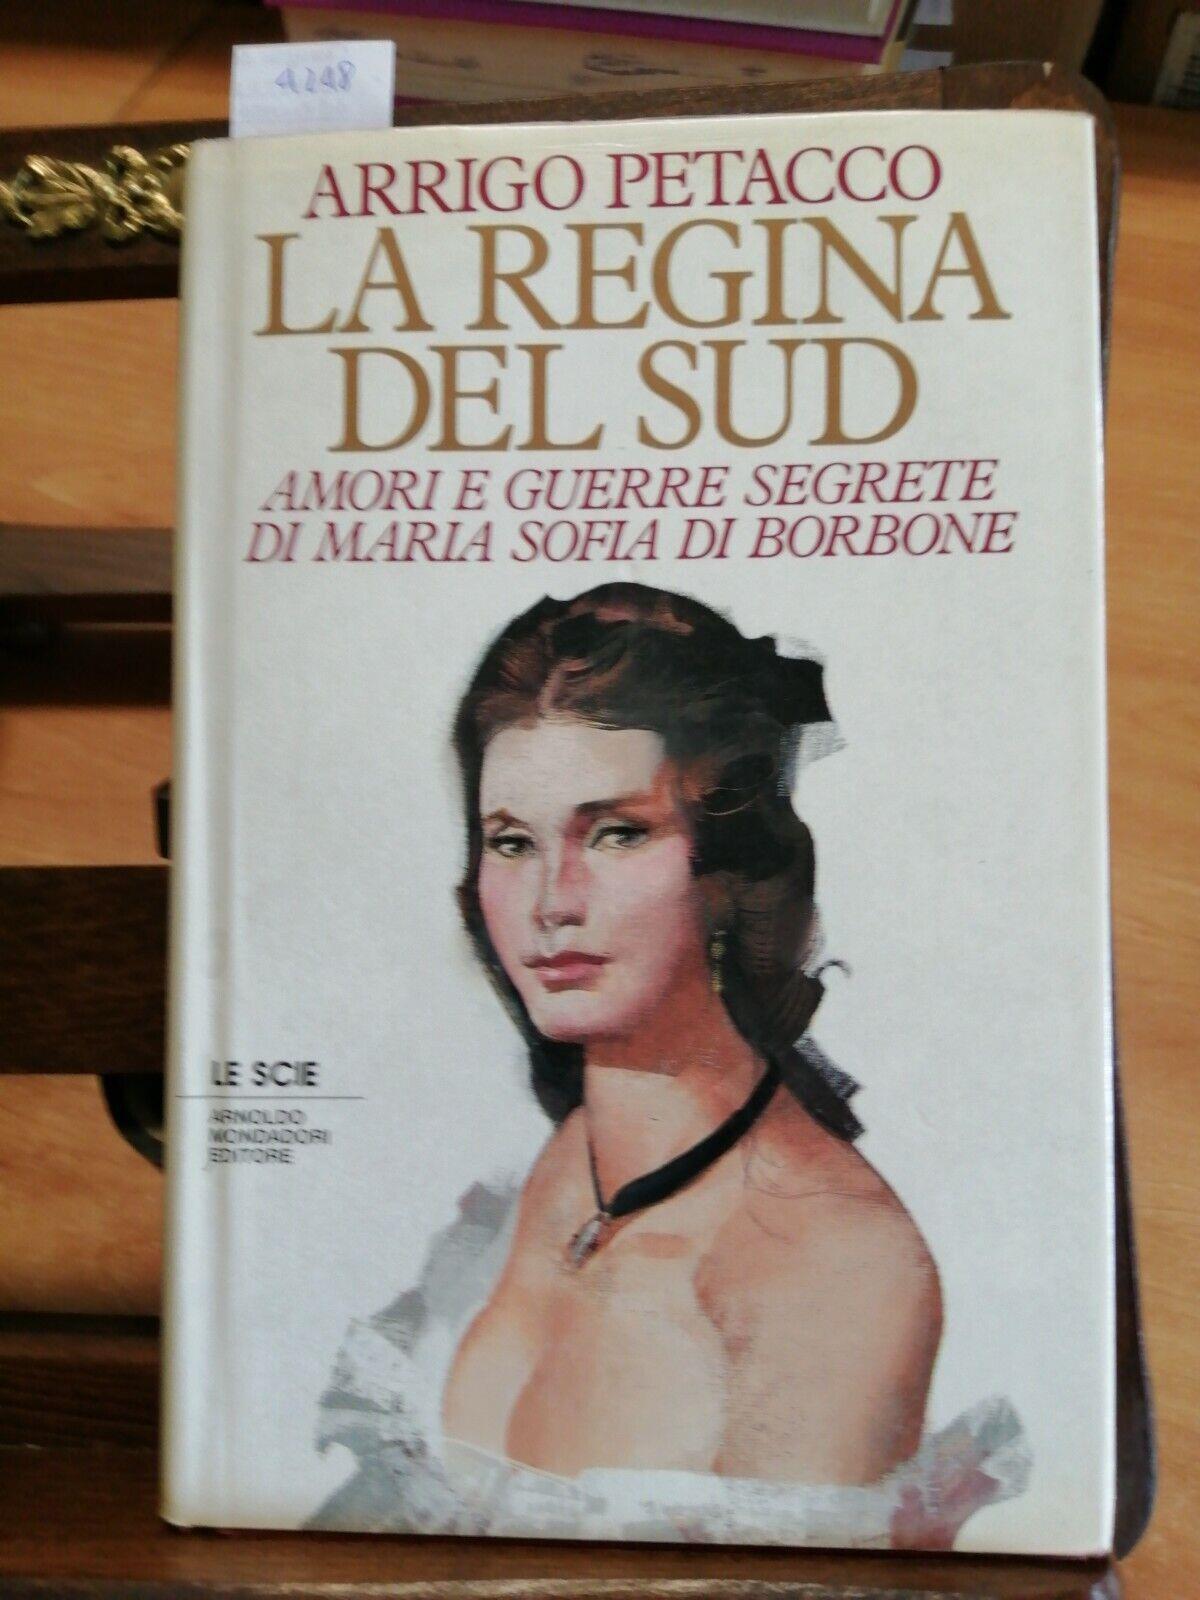 4248
ARRIGO PETACCO
LA REGINA
DEL SUD
AMORI E GUERRE SEGRETE
DI MARIA SOFIA DI BORBONE
LE SCIE
ARNOLDO
MONDADORI
EDITORE